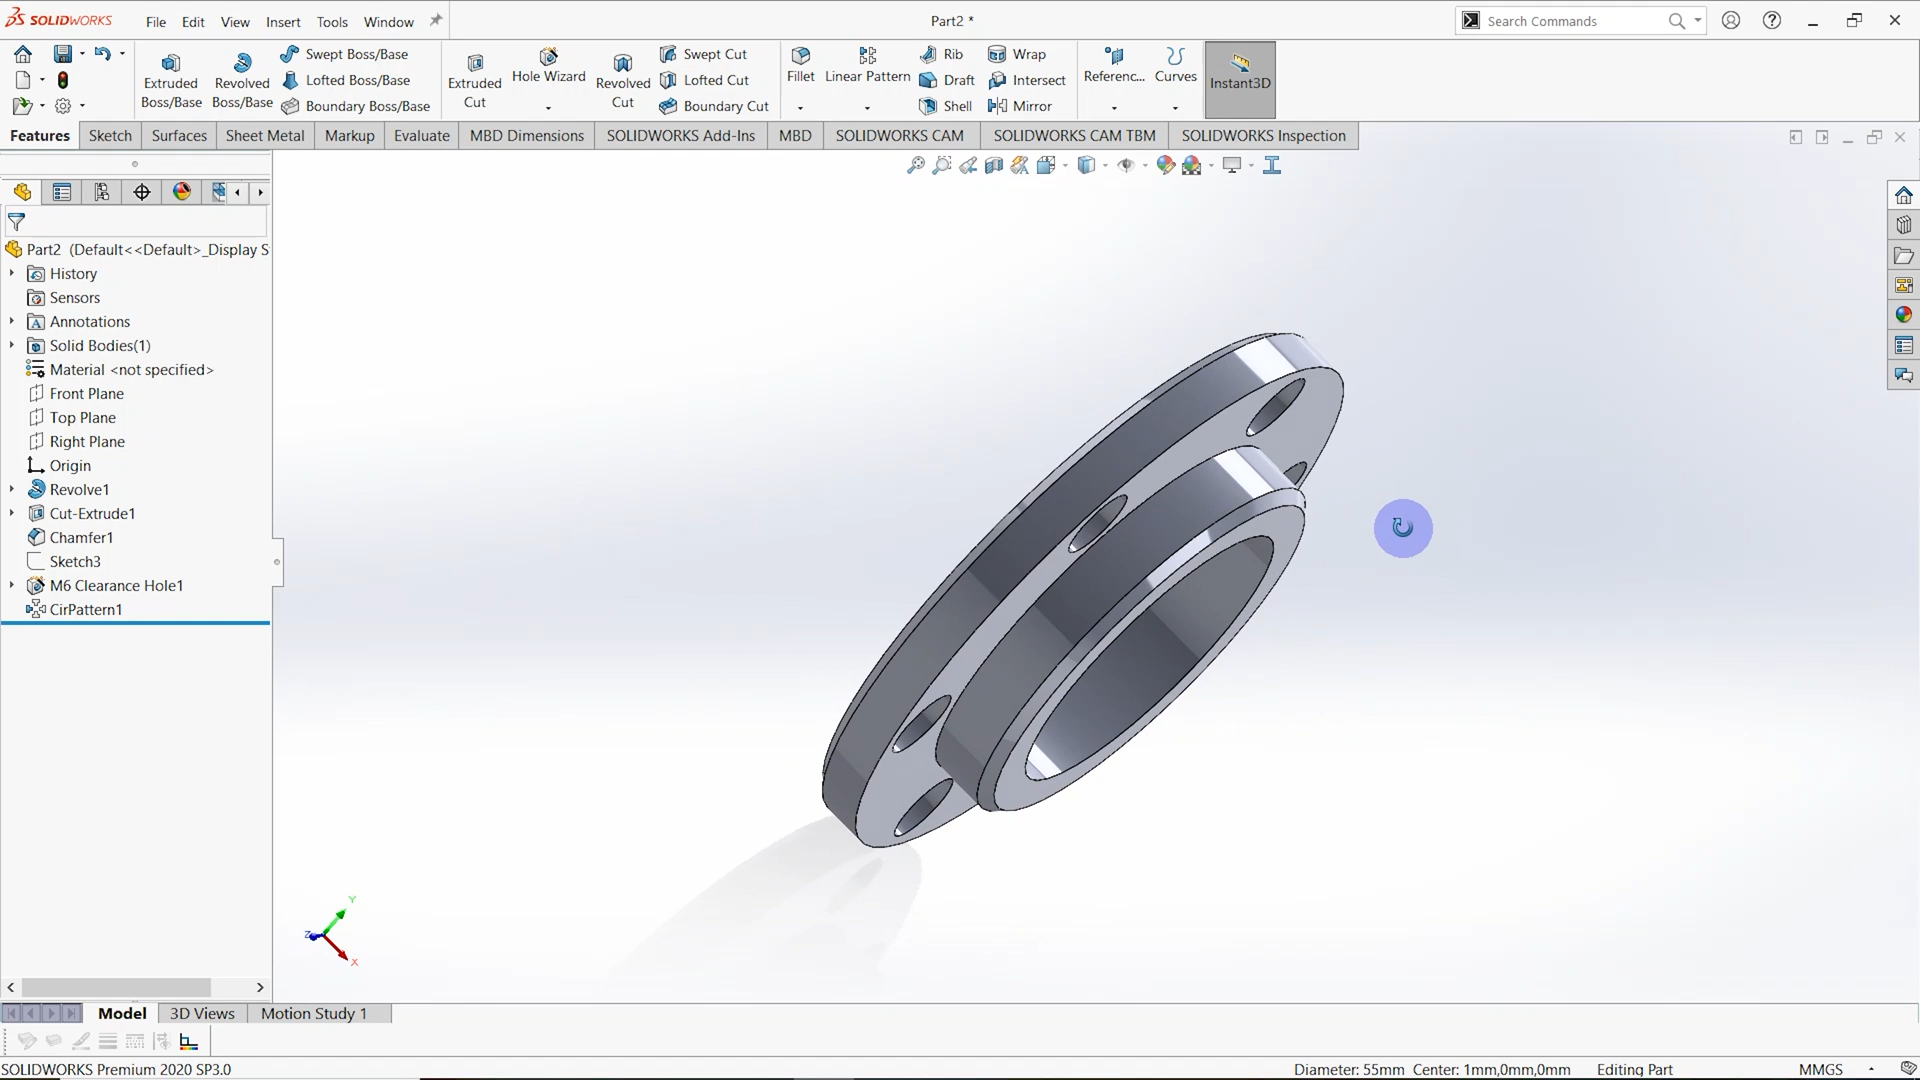 SOLIDWORKS File Edit View Insert Tools Window Part2 * Search Commands
Extruded Boss/Base
Revolved Boss/Base
Swept Boss/Base
Lofted Boss/Base
Boundary Boss/Base
Extruded Cut
Hole Wizard
Revolved Cut
Swept Cut
Lofted Cut
Boundary Cut
Fillet
Linear Pattern
Rib
Draft
Shell
Wrap
Intersect
Mirror
Referenc...
Curves
Instant3D
Features Sketch Surfaces Sheet Metal Markup Evaluate MBD Dimensions SOLIDWORKS Add-Ins MBD SOLIDWORKS CAM SOLIDWORKS CAM TBM SOLIDWORKS Inspection
Part2 (Default<<Default>_Display S
History
Sensors
Annotations
Solid Bodies(1)
Material <not specified>
Front Plane
Top Plane
Right Plane
Origin
Revolve1
Cut-Extrude1
Chamfer1
Sketch3
M6 Clearance Hole1
CirPattern1
Y
Z
X
Model 3D Views Motion Study 1
SOLIDWORKS Premium 2020 SP3.0 Diameter: 55mm Center: 1mm,0mm,0mm Editing Part MMGS